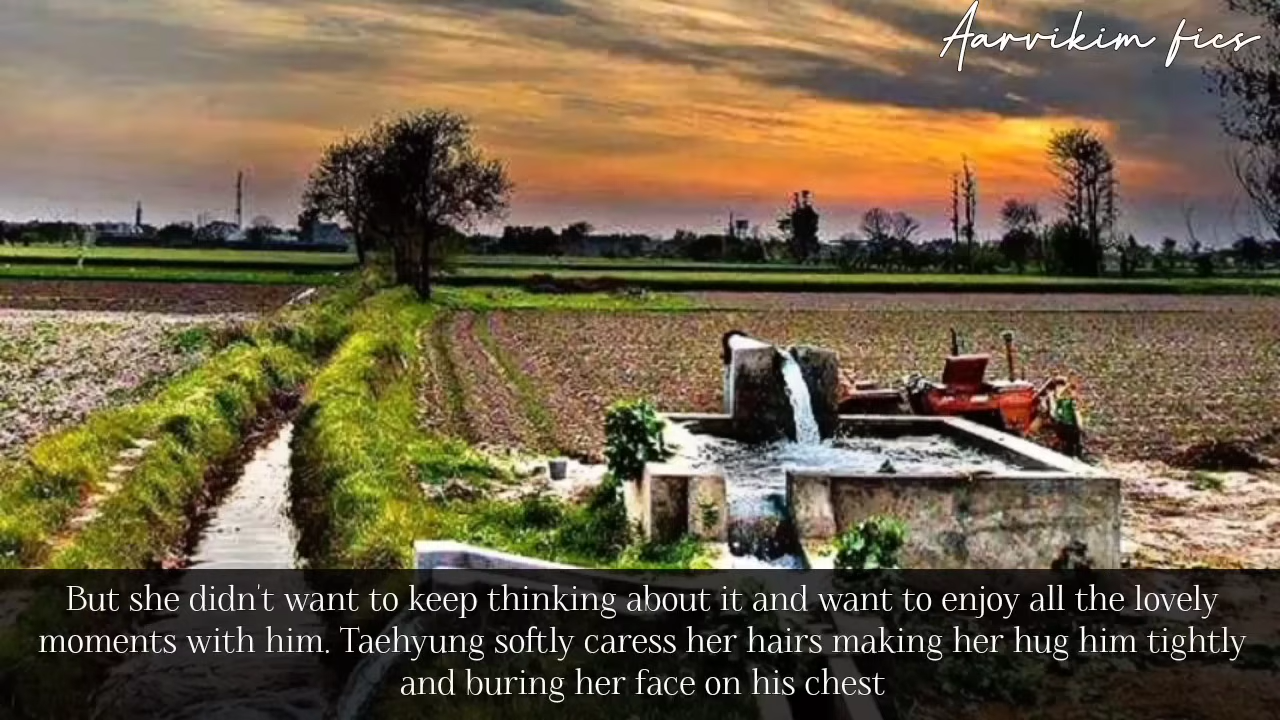 Aarvikim fics
But she didn't want to keep thinking about it and want to enjoy all the lovely
moments with him. Taehyung softly caress her hairs making her hug him tightly
and buring her face on his chest